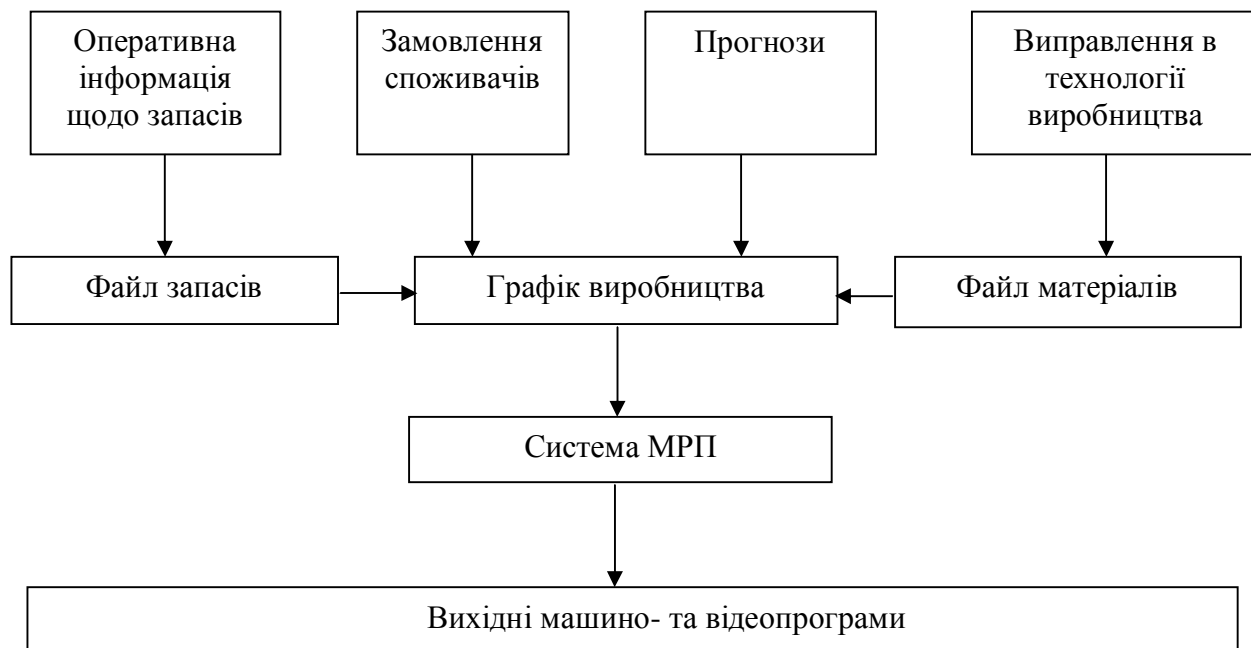 Оперативна
інформація
щодо запасів
Замовлення
споживачів
Прогнози
Виправлення в
технології
виробництва
Файл запасів
Графік виробництва
Файл матеріалів
Система МРП
Вихідні машино- та відеопрограми